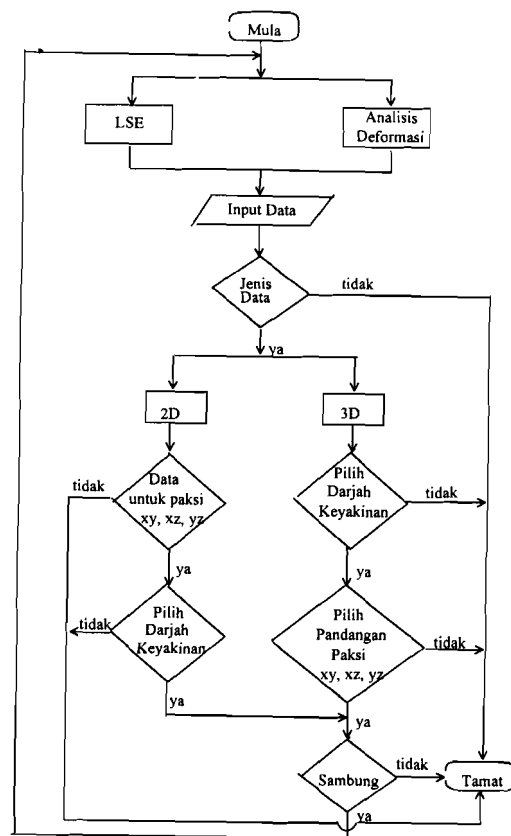 Mula
LSE
Analisis
Deformasi
Input Data
Jenis
Data
tidak
ya
2D
3D
Data
untuk paksi
xy, xz, yz
tidak
Pilih
Darjah
Keyakinan
tidak
ya
ya
Pilih
Darjah
Keyakinan
tidak
Pilih
Pandangan
Paksi
xy, xz, yz
tidak
ya
ya
Sambung
tidak
Tamat
ya